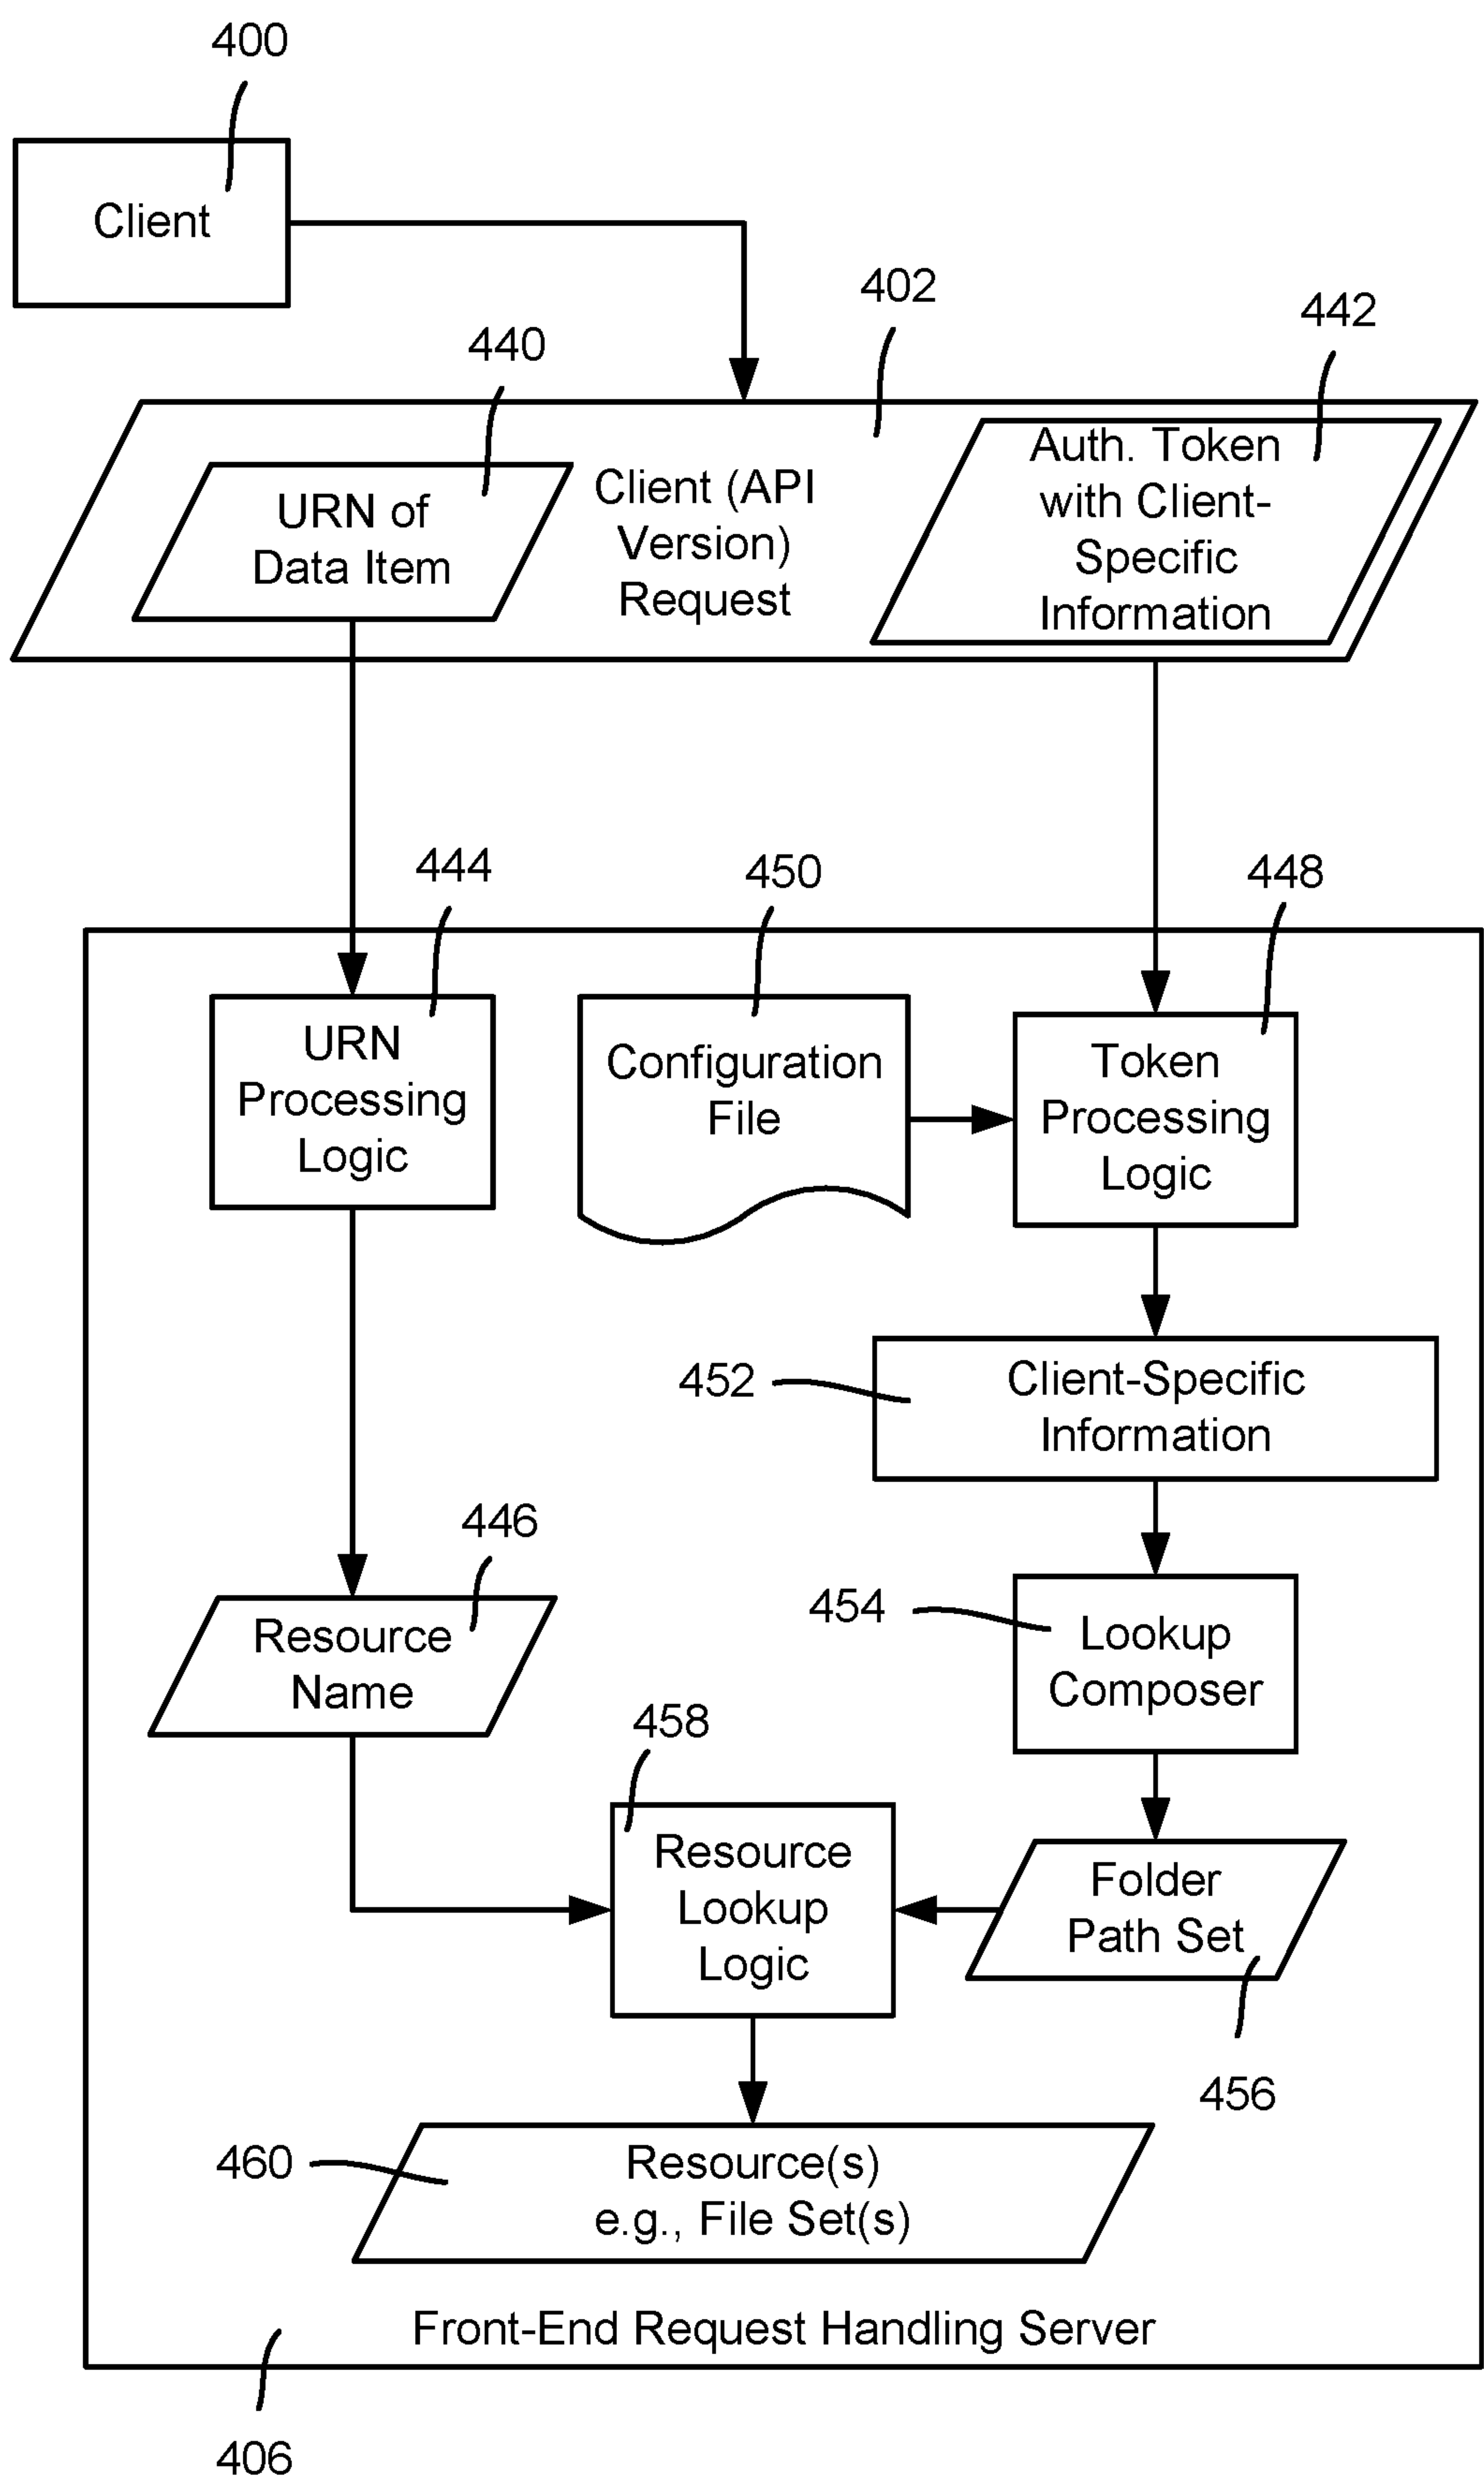 400
Client
402
442
440
URN of
Data Item
Client (API
Version)
Request
Auth. Token
with Client-
Specific
Information
444
450
448
URN
Processing
Logic
Configuration
File
Token
Processing
Logic
452
Client-Specific
Information
446
Resource
Name
454
Lookup
Composer
458
Resource
Lookup
Logic
Folder
Path Set
456
460
Resource(s)
e.g., File Set(s)
Front-End Request Handling Server
406